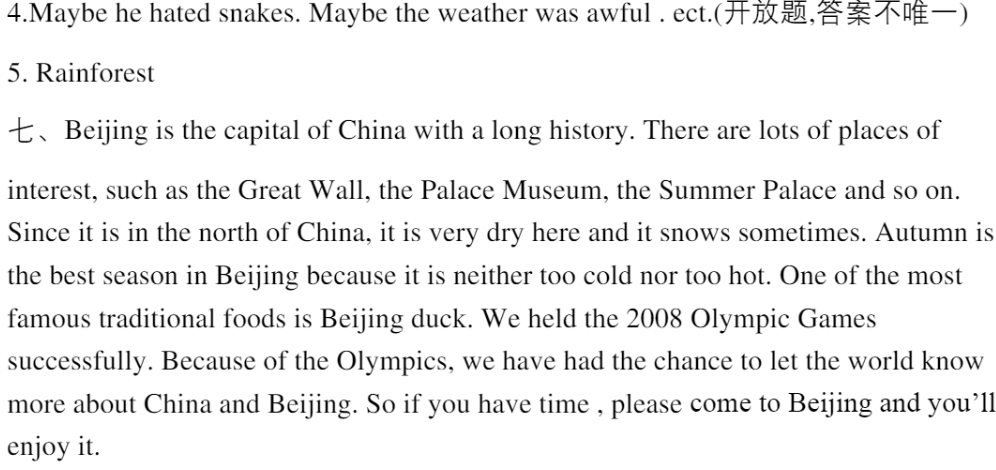 4.Maybe he hated snakes. Maybe the weather was awful . ect.(开放题,答案不唯一)
5. Rainforest
七、Beijing is the capital of China with a long history. There are lots of places of
interest, such as the Great Wall, the Palace Museum, the Summer Palace and so on.
Since it is in the north of China, it is very dry here and it snows sometimes. Autumn is
the best season in Beijing because it is neither too cold nor too hot. One of the most
famous traditional foods is Beijing duck. We held the 2008 Olympic Games
successfully. Because of the Olympics, we have had the chance to let the world know
more about China and Beijing. So if you have time , please come to Beijing and you’ll
enjoy it.